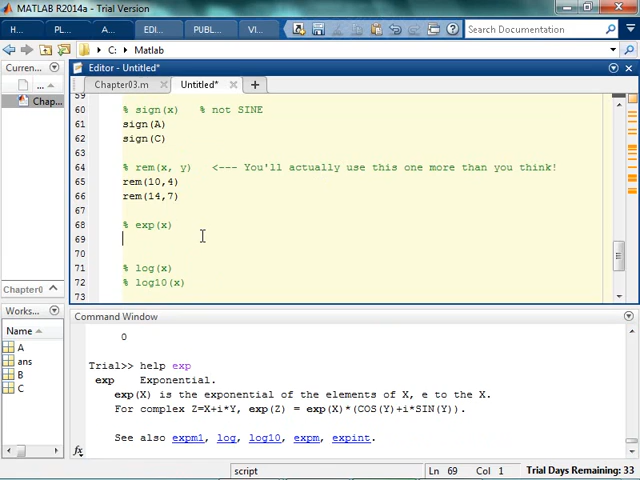 MATLAB R2014a - Trial Version
H... P... A... EDI... PUBL... VI... Search Documentation
C: Matlab
Curren... Editor - Untitled*
... Chapter03.m Untitled*
Chap...
59
60 % sign(x) % not SINE
61 sign(A)
62 sign(C)
63
64 % rem(x, y) <--- You'll actually use this one more than you think!
65 rem(10,4)
66 rem(14,7)
67
68 % exp(x)
69
70
71 % log(x)
72 % log10(x)
73
Chapter0
Works... Command Window
Name
A
ans
B
C
0
Trial>> help exp
exp Exponential.
exp(X) is the exponential of the elements of X, e to the X.
For complex Z=X+i*Y, exp(Z) = exp(X)*(COS(Y)+i*SIN(Y)).
See also expm1, log, log10, expm, expint.
fx
script Ln 69 Col 1 Trial Days Remaining: 33